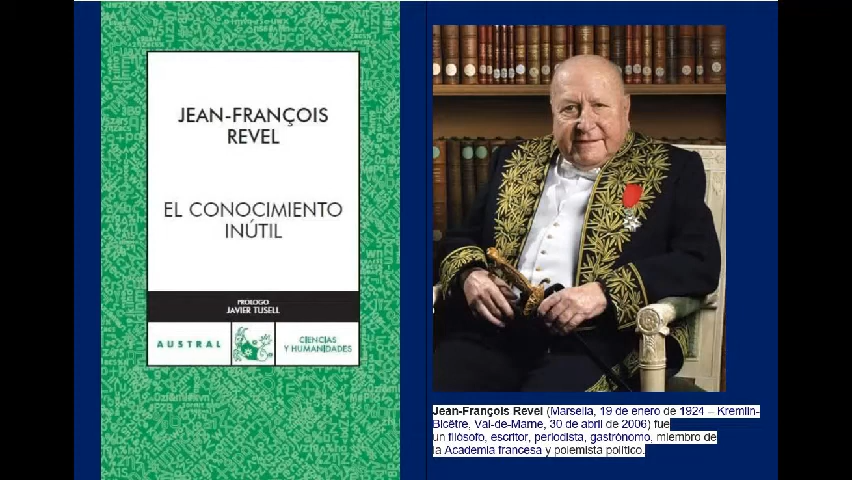 JEAN-FRANÇOIS
REVEL
EL CONOCIMIENTO
INÚTIL
PRÓLOGO
JAVIER TUSELL
AUSTRAL
CIENCIAS
Y HUMANIDADES
Jean-François Revel (Marsella, 19 de enero de 1924 – Kremlin-
Bicêtre, Val-de-Marne, 30 de abril de 2006) fue
un filósofo, escritor, periodista, gastrónomo, miembro de
la Academia francesa y polemista político.